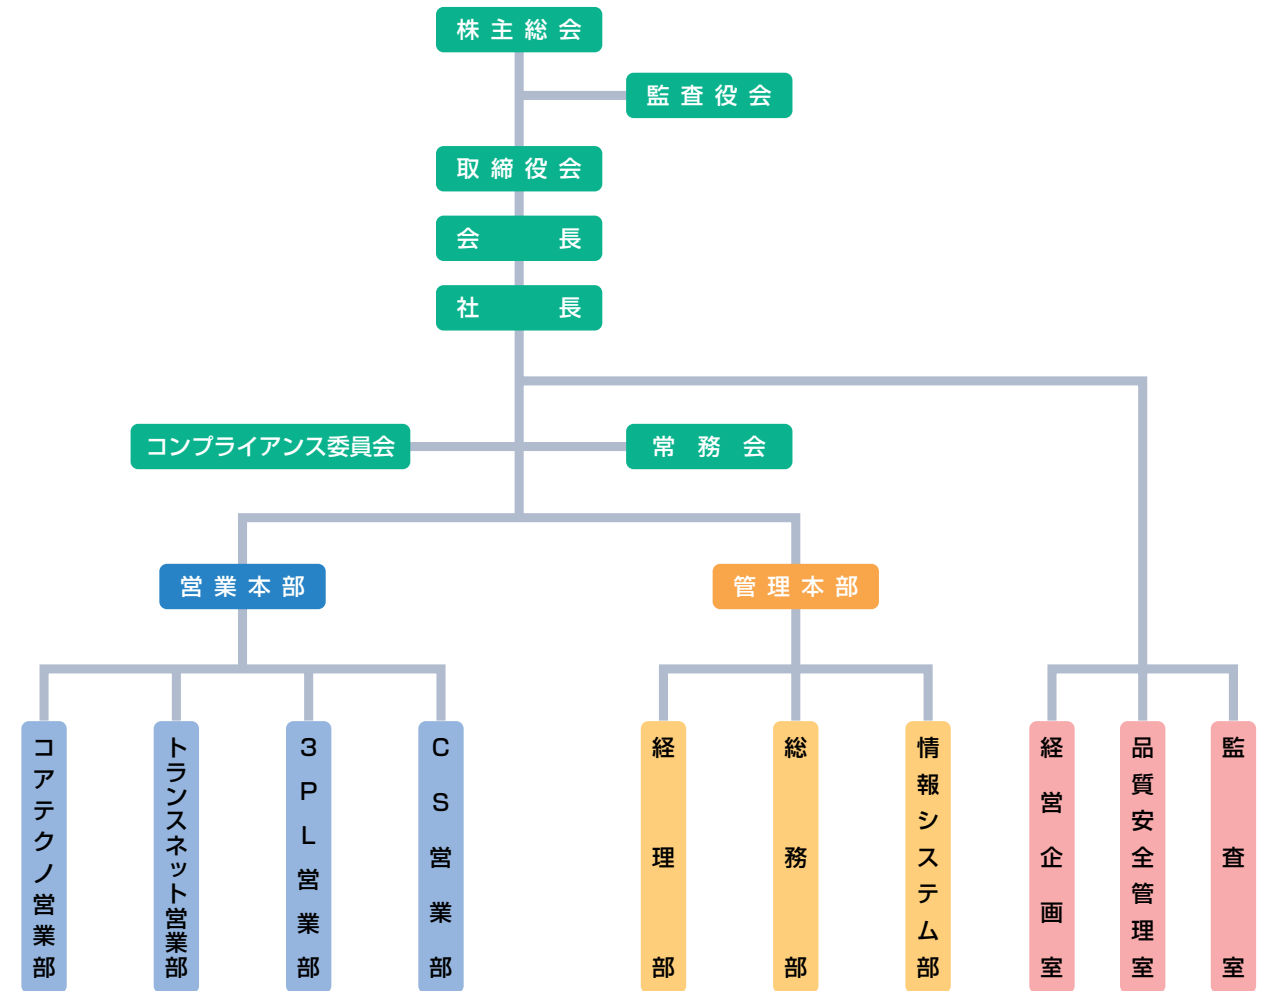 株主総会
監査役会
取締役会
会長
社長
コンプライアンス委員会
常務会
営業本部
管理本部
コアテクノ営業部
トランスネット営業部
3PL営業部
CS営業部
経理部
総務部
情報システム部
経営企画室
品質安全管理室
監査室